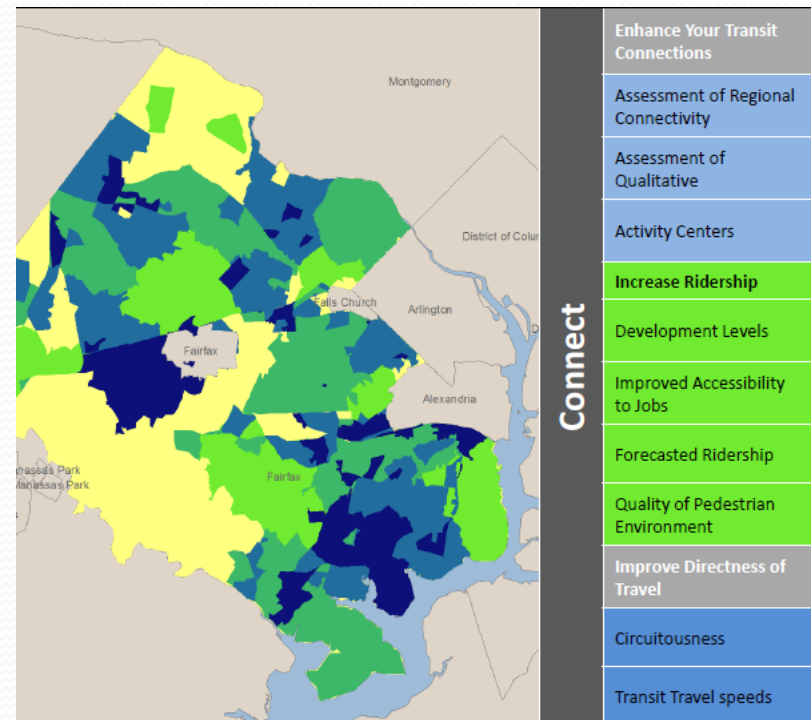 Montgomery
District of Colu
Falls Church
Arlington
Fairfax
Alexandria
Fairfax
anassas Park
Manassas Park
Connect
Enhance Your Transit
Connections
Assessment of Regional
Connectivity
Assessment of
Qualitative
Activity Centers
Increase Ridership
Development Levels
Improved Accessibility
to Jobs
Forecasted Ridership
Quality of Pedestrian
Environment
Improve Directness of
Travel
Circuitousness
Transit Travel speeds